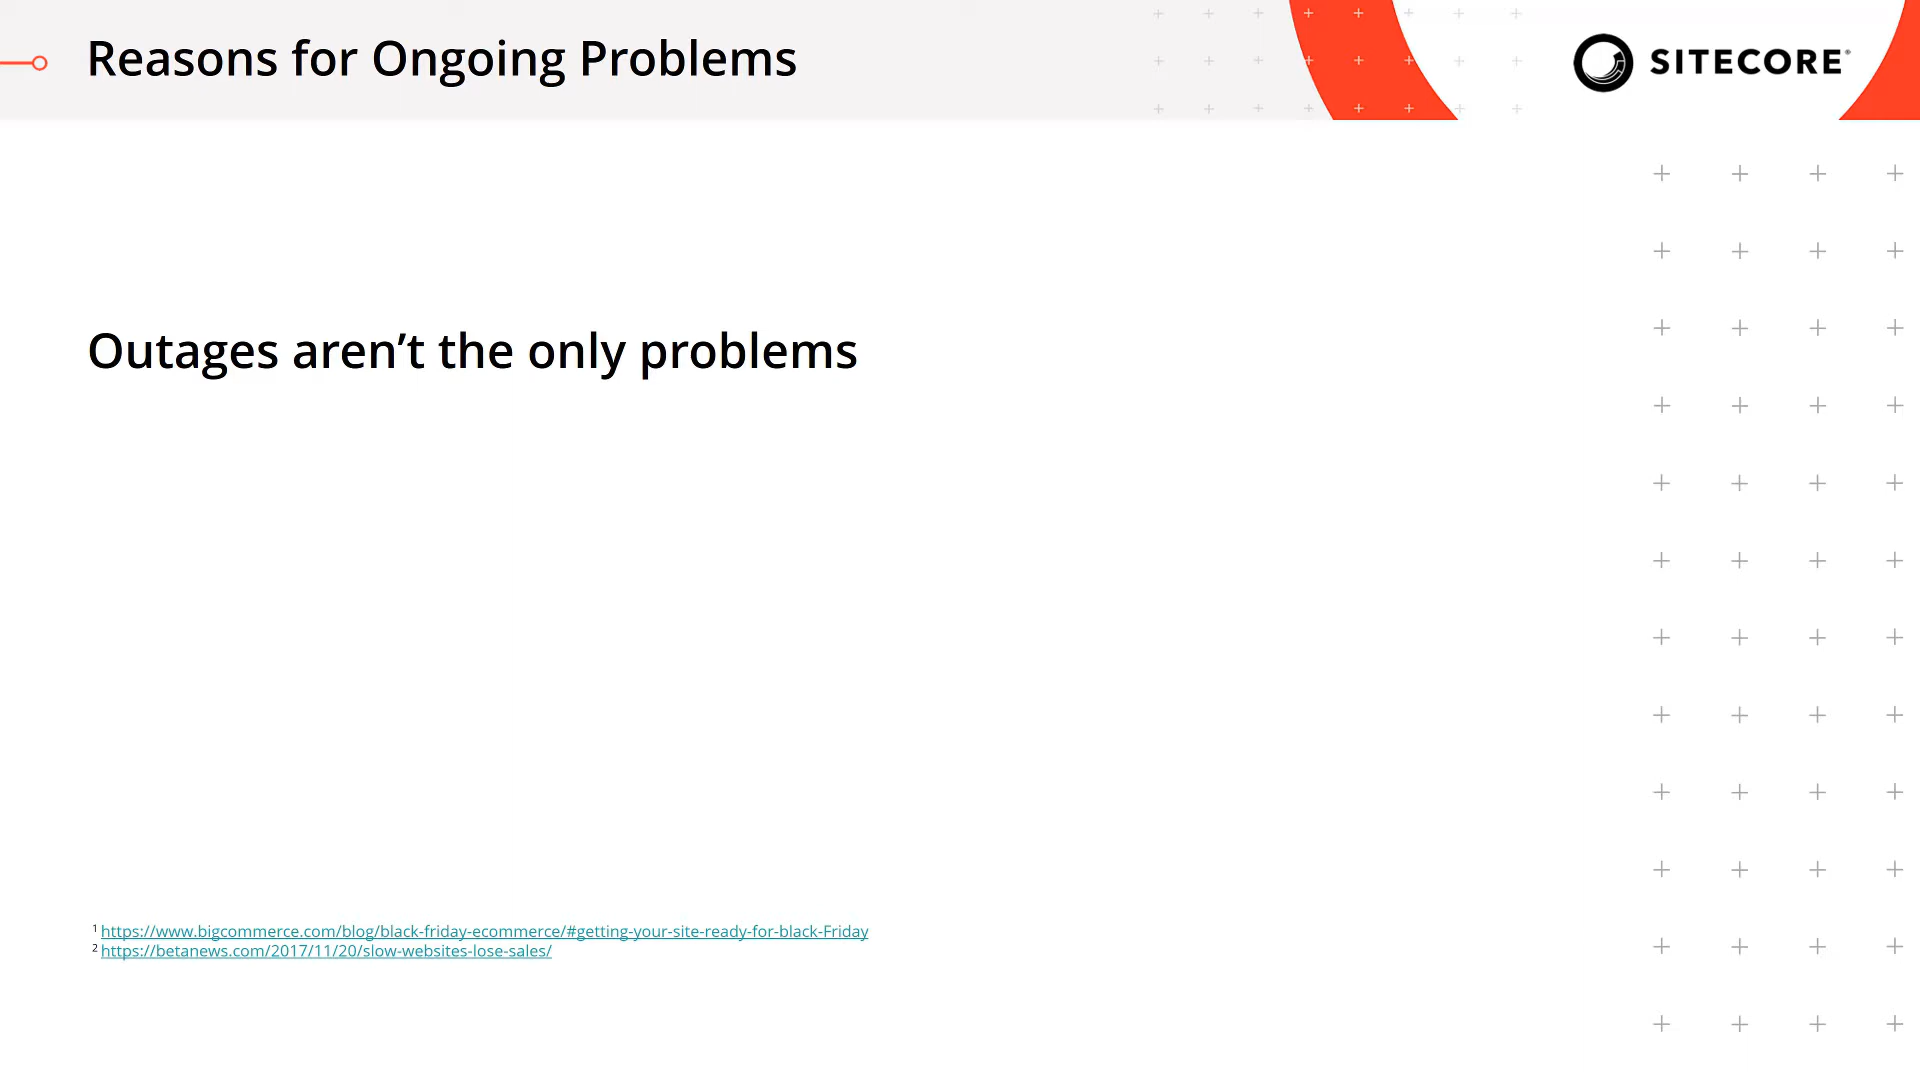 Reasons for Ongoing Problems
SITECORE®
Outages aren’t the only problems
1 https://www.bigcommerce.com/blog/black-friday-ecommerce/#getting-your-site-ready-for-black-Friday
2 https://betanews.com/2017/11/20/slow-websites-lose-sales/